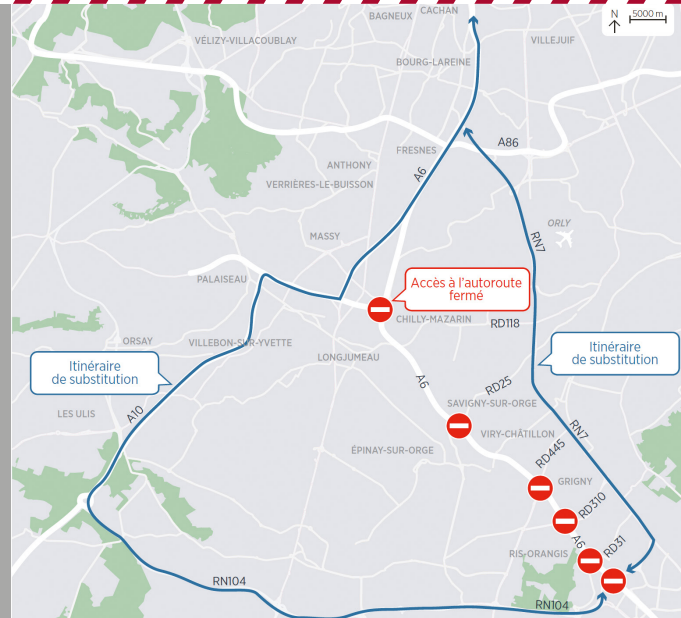 CACHAN
BAGNEUX
N
5000 m
VÉLIZY-VILLACOUBLAY
VILLEJUIF
BOURG-LAREINE
A86
FRESNES
ANTHONY
A6
VERRIÈRES-LE-BUISSON
ORLY
MASSY
RN7
PALAISEAU
Accès à l'autoroute
fermé
CHILLY-MAZARIN
RD118
ORSAY
VILLEBON-SUR-YVETTE
LONGJUMEAU
Itinéraire
de substitution
Itinéraire
de substitution
A6
RD25
SAVIGNY-SUR-ORGE
LES ULIS
A10
VIRY-CHÂTILLON
RN7
ÉPINAY-SUR-ORGE
RD445
GRIGNY
RD310
A6
RD31
RIS-ORANGIS
RN104
RN104